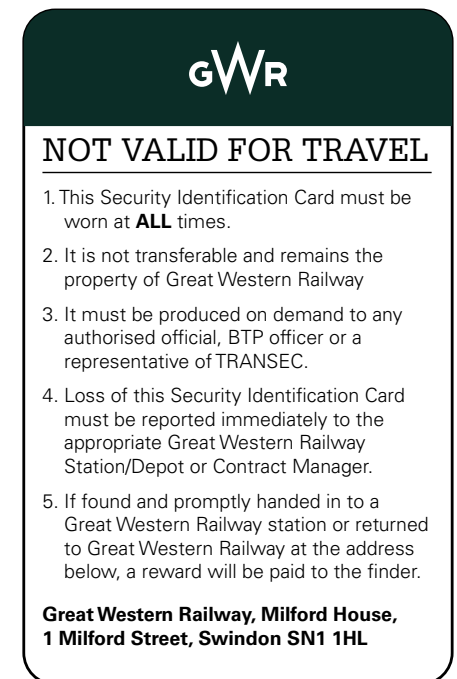 GWR
NOT VALID FOR TRAVEL
1. This Security Identification Card must be
worn at ALL times.
2. It is not transferable and remains the
property of Great Western Railway
3. It must be produced on demand to any
authorised official, BTP officer or a
representative of TRANSEC.
4. Loss of this Security Identification Card
must be reported immediately to the
appropriate Great Western Railway
Station/Depot or Contract Manager.
5. If found and promptly handed in to a
Great Western Railway station or returned
to Great Western Railway at the address
below, a reward will be paid to the finder.
Great Western Railway, Milford House,
1 Milford Street, Swindon SN1 1HL